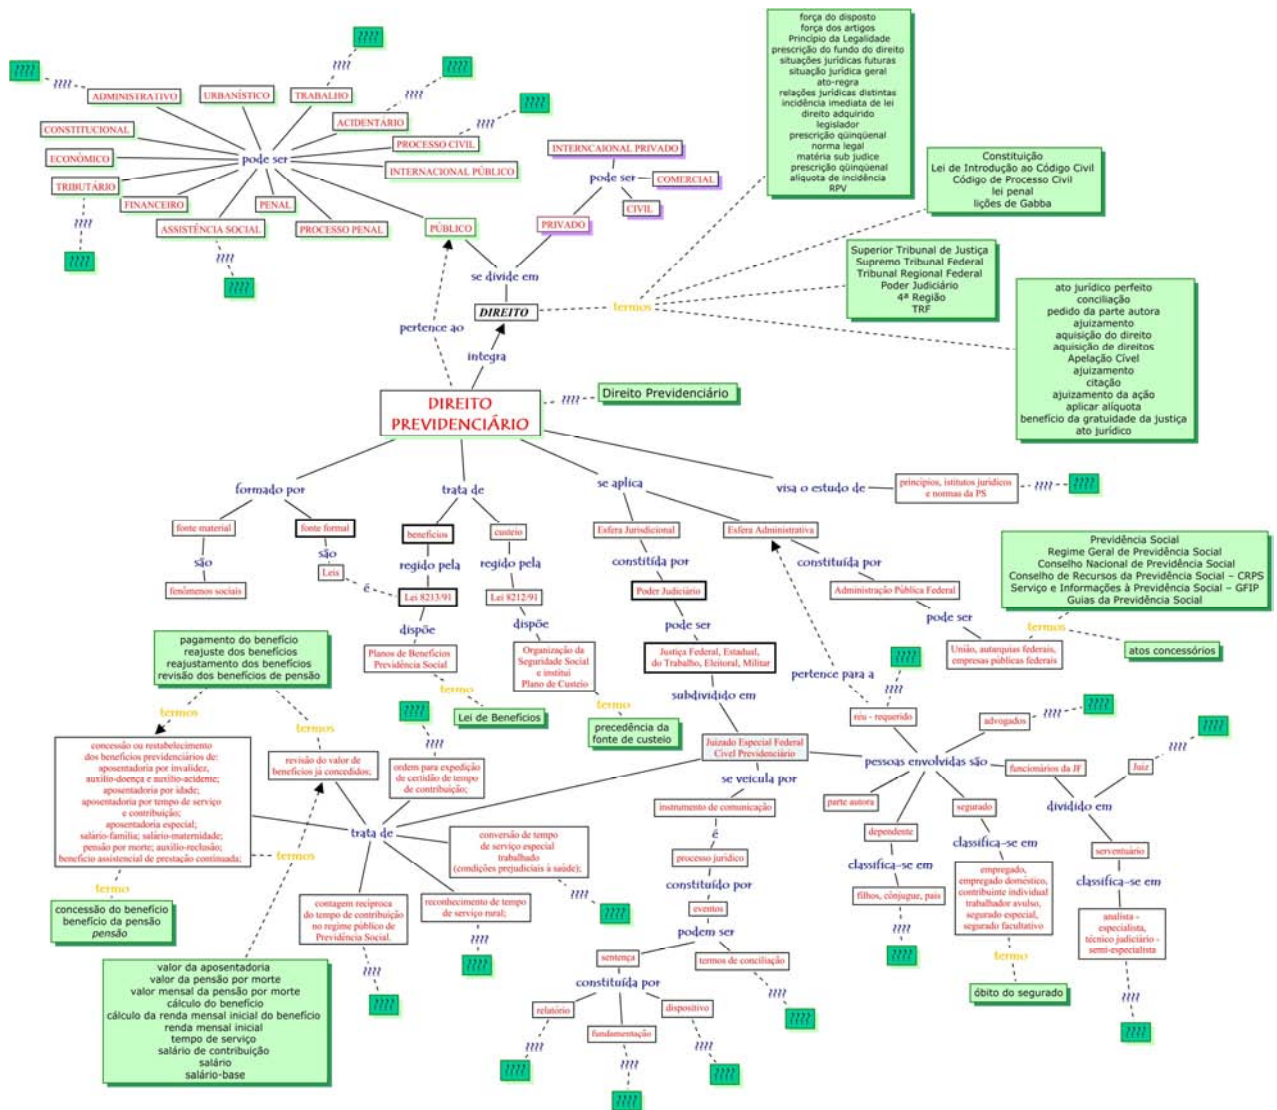 força do disposto
força dos artigos
Princípio da Legalidade
prescrição do fundo do direito
situações jurídicas futuras
situação jurídica geral
ato-regra
relações jurídicas distintas
incidência imediata de lei
direito adquirido
legislador
prescrição qüinqüenal
norma legal
matéria sub judice
prescrição qüinqüenal
alíquota de incidência
RPV
????
????
????
????
????
????
????
????
ADMINISTRATIVO
URBANÍSTICO
TRABALHO
ACIDENTÁRIO
CONSTITUCIONAL
PROCESSO CIVIL
ECONÔMICO
pode ser
INTERNACIONAL PÚBLICO
TRIBUTÁRIO
FINANCEIRO
PENAL
ASSISTÊNCIA SOCIAL
PROCESSO PENAL
PÚBLICO
????
????
????
????
INTERNCAIONAL PRIVADO
pode ser
COMERCIAL
CIVIL
PRIVADO
se divide em
DIREITO
termos
Constituição
Lei de Introdução ao Código Civil
Código de Processo Civil
lei penal
lições de Gabba
Superior Tribunal de Justiça
Supremo Tribunal Federal
Tribunal Regional Federal
Poder Judiciário
4ª Região
TRF
ato jurídico perfeito
conciliação
pedido da parte autora
ajuizamento
aquisição do direito
aquisição de direitos
Apelação Cível
ajuizamento
citação
ajuizamento da ação
aplicar alíquota
benefício da gratuidade da justiça
ato jurídico
pertence ao
integra
DIREITO
PREVIDENCIÁRIO
????
Direito Previdenciário
formado por
trata de
se aplica
visa o estudo de
princípios, istitutos jurídicos
e normas da PS
????
????
fonte material
fonte formal
benefícios
custeio
Esfera Jurisdicional
Esfera Administrativa
são
são
regido pela
regido pela
constituída por
constituída por
fenômenos sociais
Leis
é
Lei 8213/91
Lei 8212/91
Poder Judiciário
Administração Pública Federal
Previdência Social
Regime Geral de Previdência Social
Conselho Nacional de Previdência Social
Conselho de Recursos da Previdência Social – CRPS
Serviço e Informações à Previdência Social – GFIP
Guias da Previdência Social
dispõe
dispõe
pode ser
pode ser
termos
Planos de Benefícios
Previdência Social
Organização da
Seguridade Social
e institui
Plano de Custeio
Justiça Federal, Estadual,
do Trabalho, Eleitoral, Militar
União, autarquias federais,
empresas públicas federais
atos concessórios
pagamento do benefício
reajuste dos benefícios
reajustamento dos benefícios
revisão dos benefícios de pensão
termo
Lei de Benefícios
termo
precedência da
fonte de custeio
subdividido em
pertence para a
????
????
termos
termos
????
????
réu - requerido
advogados
????
????
????
????
concessão ou restabelecimento
dos benefícios previdenciários de:
aposentadoria por invalidez,
auxílio-doença e auxílio-acidente;
aposentadoria por idade;
aposentadoria por tempo de serviço
e contribuição;
aposentadoria especial;
salário-família; salário-maternidade;
pensão por morte; auxílio-reclusão;
benefício assistencial de prestação continuada;
revisão do valor de
benefícios já concedidos;
ordem para expedição
de certidão de tempo
de contribuição;
Juizado Especial Federal
Cível Previdenciário
pessoas envolvidas são
funcionários da JF
Juiz
se veicula por
parte autora
segurado
dividido em
instrumento de comunicação
dependente
serventuário
trata de
conversão de tempo
de serviço especial
trabalhado
(condições prejudiciais à saúde);
termos
é
processo jurídico
classifica-se em
classifica-se em
classifica-se em
termo
concessão do benefício
benefício da pensão
pensão
contagem recíproca
do tempo de contribuição
no regime público de
Previdência Social.
reconhecimento de tempo
de serviço rural;
????
????
constituído por
eventos
filhos, cônjugue, pais
empregado,
empregado doméstico,
contribuinte individual
trabalhador avulso,
segurado especial,
segurado facultativo
analista -
especialista,
técnico judiciário -
semi-especialista
podem ser
????
????
????
????
????
????
sentença
termos de conciliação
termo
óbito do segurado
????
????
valor da aposentadoria
valor da pensão por morte
valor mensal da pensão por morte
cálculo do benefício
cálculo da renda mensal inicial do benefício
renda mensal inicial
tempo de serviço
salário de contribuição
salário
salário-base
constituída por
????
????
relatório
fundamentação
dispositivo
????
????
????
????
????
????